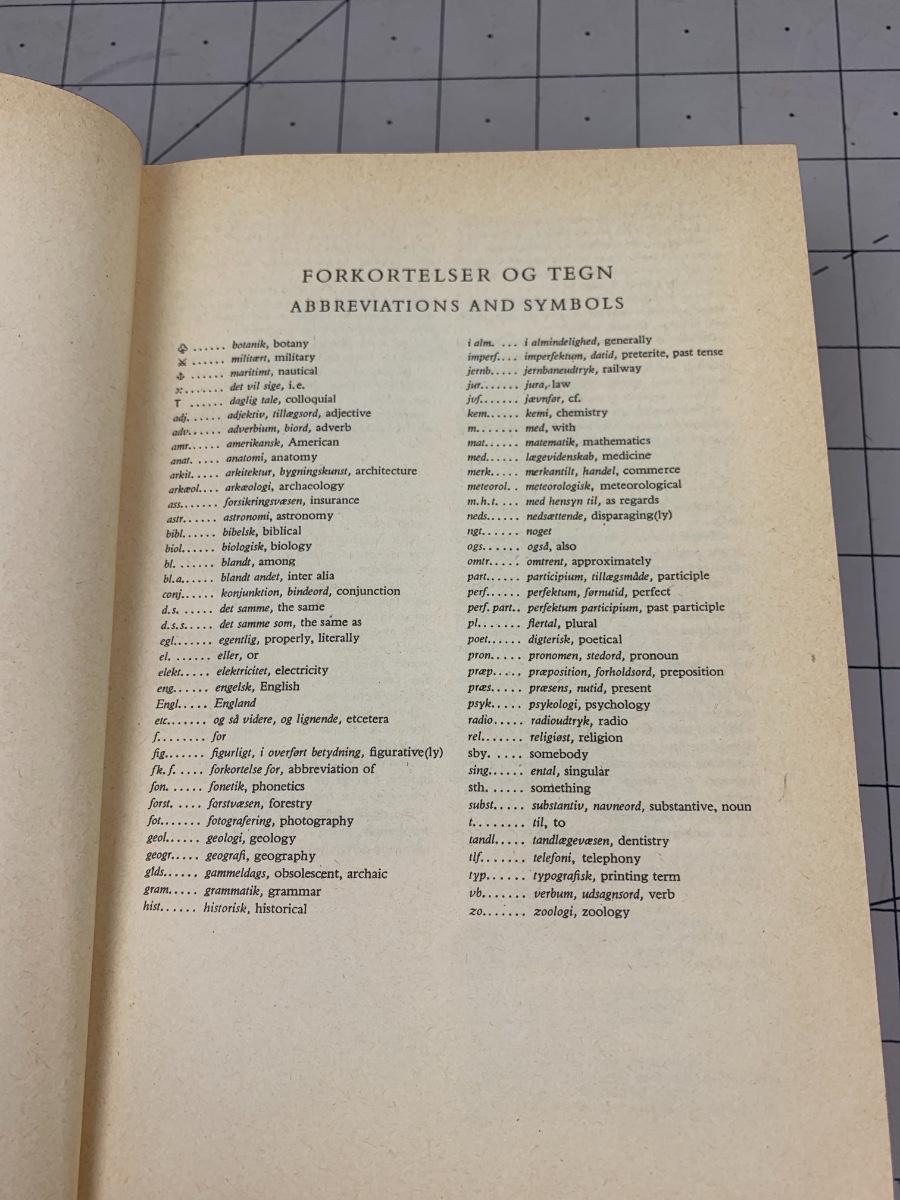 FORKORTELSER OG TEGN
ABBREVIATIONS AND SYMBOLS
♧ ...... botanik, botany
⚔ ...... militært, military
⚓ ...... maritimt, nautical
ɔ: ....... det vil sige, i.e.
T ...... daglig tale, colloquial
adj....... adjektiv, tillægsord, adjective
adv....... adverbium, biord, adverb
amr....... amerikansk, American
anat. ..... anatomi, anatomy
arkit...... arkitektur, bygningskunst, architecture
arkæol.... arkæologi, archaeology
ass........ forsikringsvæsen, insurance
astr....... astronomi, astronomy
bibl....... bibelsk, biblical
biol....... biologisk, biology
bl. ....... blandt, among
bl.a....... blandt andet, inter alia
conj...... konjunktion, bindeord, conjunction
d.s. ...... det samme, the same
d.s.s...... det samme som, the same as
egl........ egentlig, properly, literally
el. ....... eller, or
elekt...... elektricitet, electricity
eng....... engelsk, English
Engl...... England
etc........ og så videre, og lignende, etcetera
f......... for
fig........ figurligt, i overført betydning, figurative(ly)
fk.f. ..... forkortelse for, abbreviation of
fon. ..... fonetik, phonetics
forst. .... forstvæsen, forestry
fot........ fotografering, photography
geol....... geologi, geology
geogr..... geografi, geography
glds...... gammeldags, obsolescent, archaic
gram..... grammatik, grammar
hist...... historisk, historical
i alm. ... i almindelighed, generally
imperf.... imperfektum, datid, preterite, past tense
jernb..... jernbaneudtryk, railway
jur....... jura, law
jvf....... jævnfør, cf.
kem...... kemi, chemistry
m........ med, with
mat...... matematik, mathematics
med...... lægevidenskab, medicine
merk..... merkantilt, handel, commerce
meteorol. . meteorologisk, meteorological
m.h.t. ... med hensyn til, as regards
neds...... nedsættende, disparaging(ly)
ngt....... noget
ogs....... også, also
omtr..... omtrent, approximately
part...... participium, tillægsmåde, participle
perf...... perfektum, førnutid, perfect
perf. part.. perfektum participium, past participle
pl........ flertal, plural
poet...... digterisk, poetical
pron..... pronomen, stedord, pronoun
præp..... præposition, forholdsord, preposition
præs..... præsens, nutid, present
psyk..... psykologi, psychology
radio..... radioudtryk, radio
rel....... religiøst, religion
sby. .... somebody
sing...... ental, singular
sth. ..... something
subst..... substantiv, navneord, substantive, noun
t......... til, to
tandl..... tandlægevæsen, dentistry
tlf....... telefoni, telephony
typ....... typografisk, printing term
vb....... verbum, udsagnsord, verb
zo....... zoologi, zoology